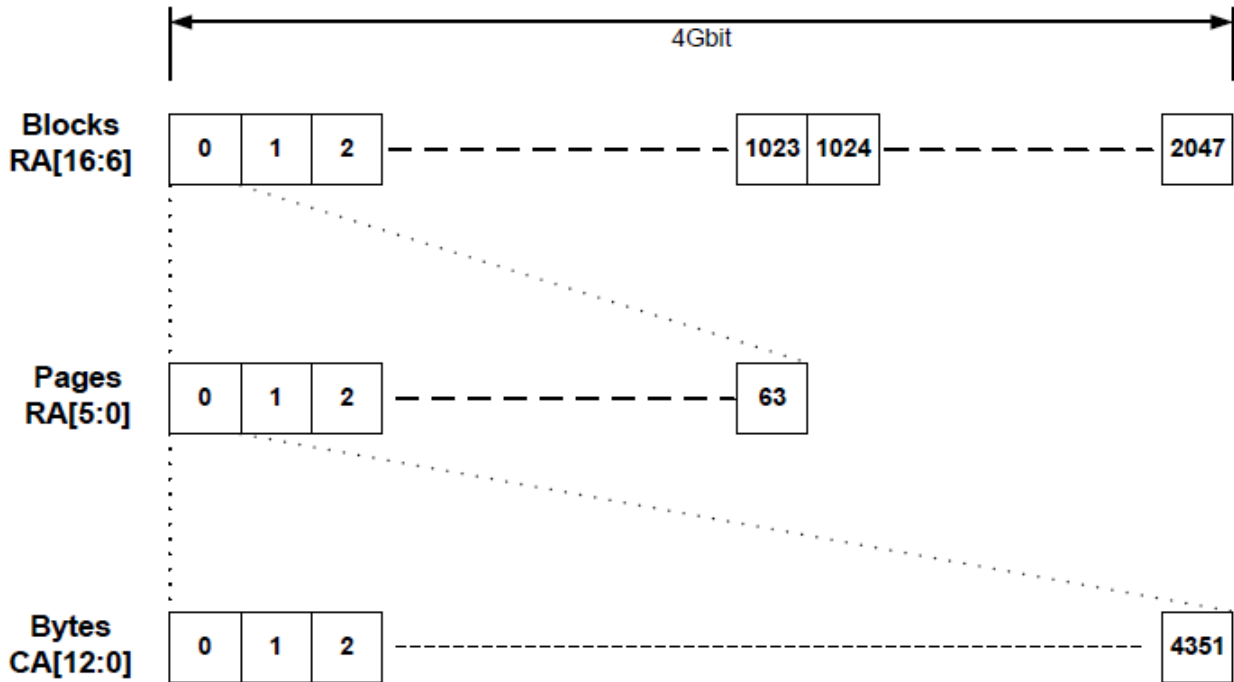 4Gbit
Blocks
RA[16:6]
0 1 2 1023 1024 2047
Pages
RA[5:0]
0 1 2 63
Bytes
CA[12:0]
0 1 2 4351